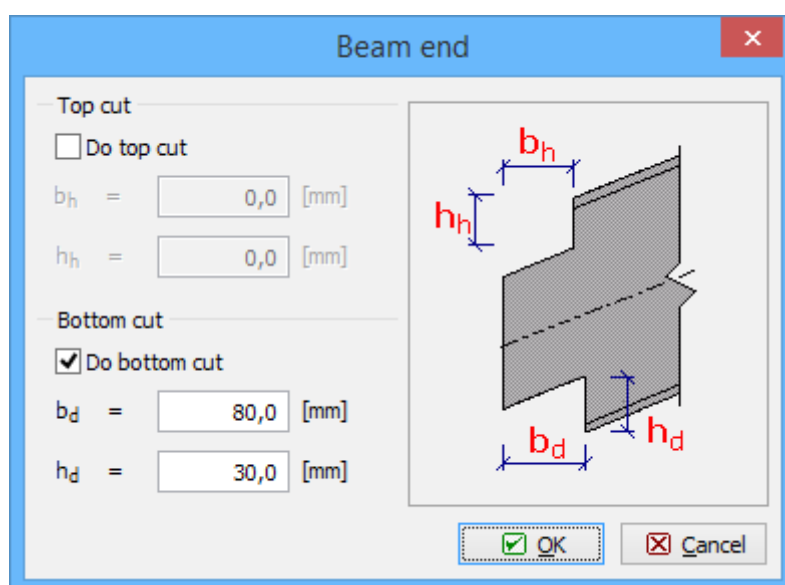 Beam end
Top cut
Do top cut
bh = 0,0 [mm]
hh = 0,0 [mm]
Bottom cut
Do bottom cut
bd = 80,0 [mm]
hd = 30,0 [mm]
bh
hh
bd
hd
OK
Cancel